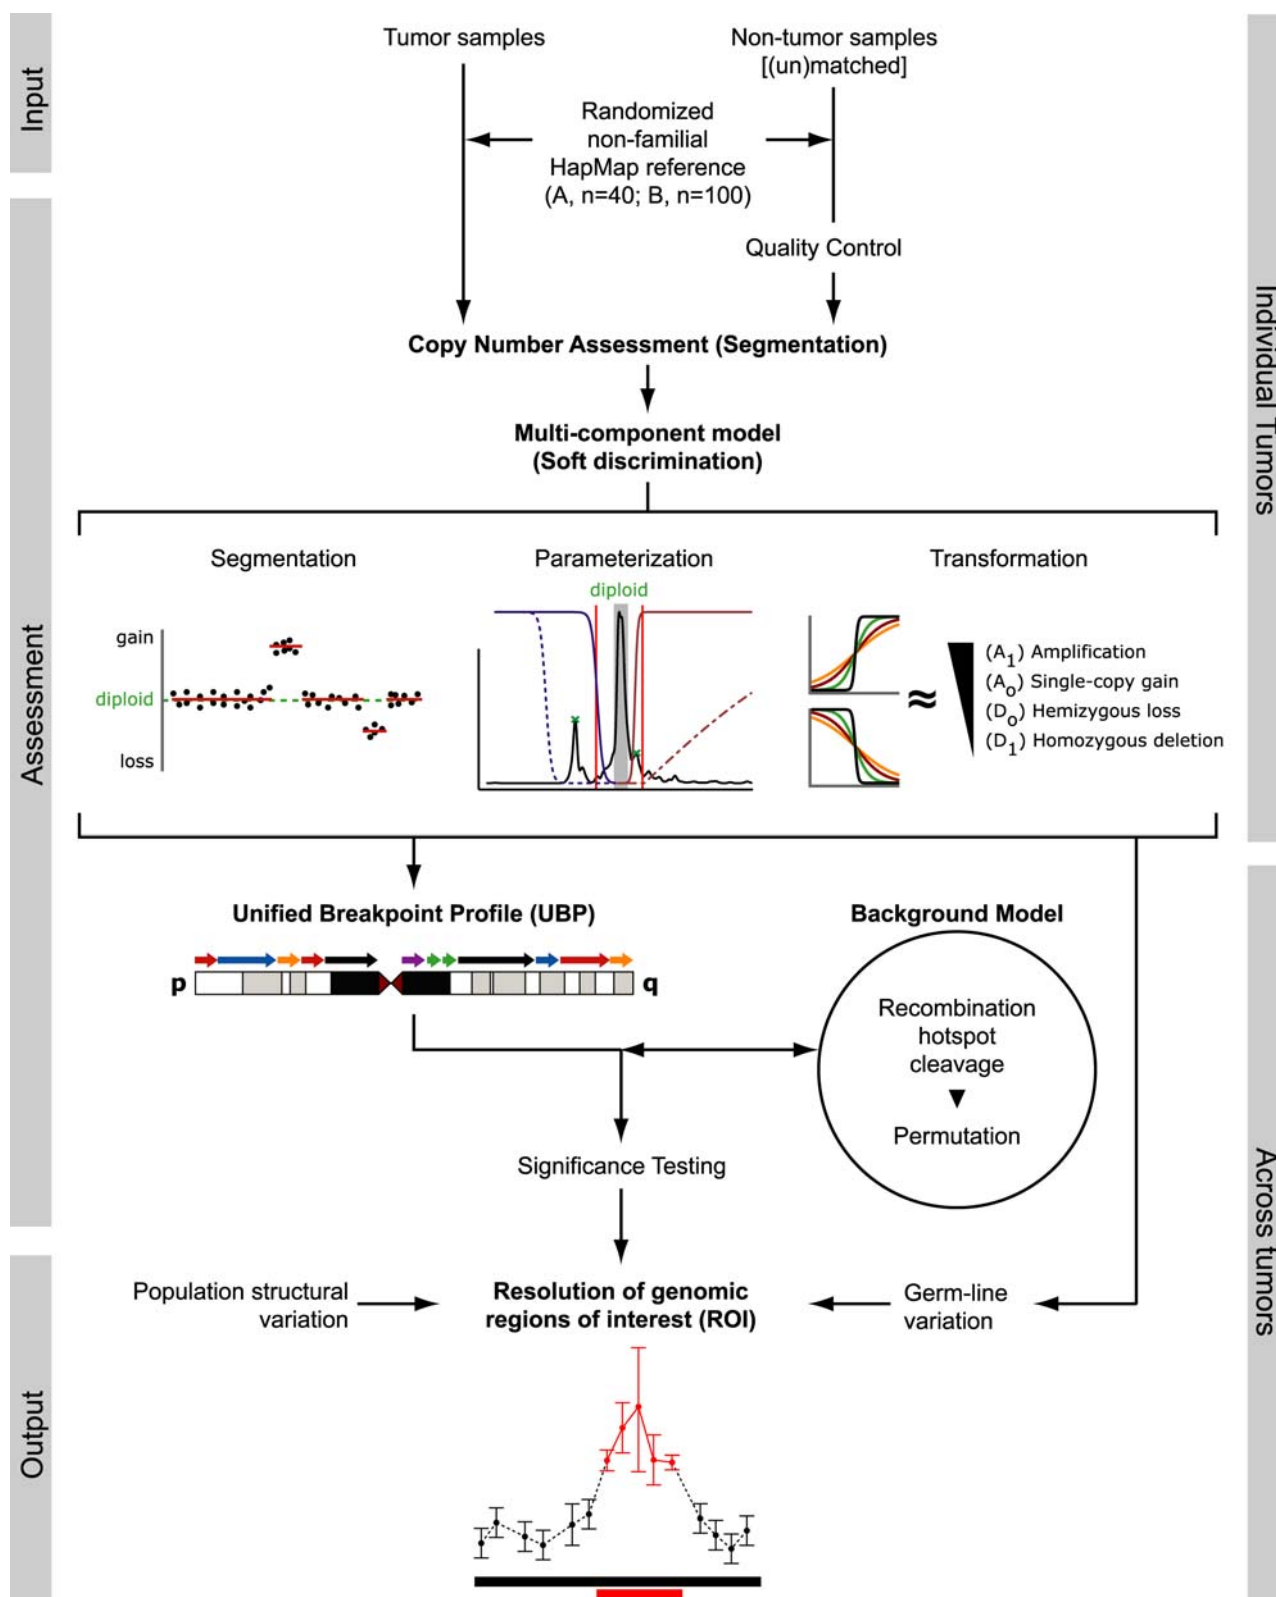 Input
Tumor samples
Non-tumor samples
[(un)matched]
Randomized
non-familial
HapMap reference
(A, n=40; B, n=100)
Quality Control
Individual Tumors
Assessment
Copy Number Assessment (Segmentation)
Multi-component model
(Soft discrimination)
Segmentation
gain
diploid
loss
Parameterization
diploid
Transformation
≈
(A1) Amplification
(Ao) Single-copy gain
(Do) Hemizygous loss
(D1) Homozygous deletion
Unified Breakpoint Profile (UBP)
p
q
Background Model
Recombination
hotspot
cleavage
Permutation
Significance Testing
Across tumors
Output
Population structural
variation
Resolution of genomic
regions of interest (ROI)
Germ-line
variation